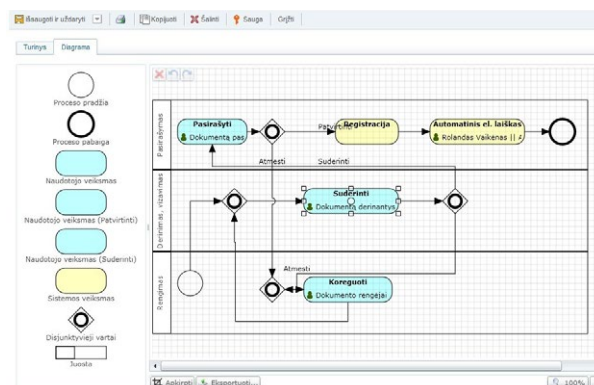 Išsaugoti ir uždaryti Kopijuoti Šalinti Sauga Grįžti
Turinys Diagrama
Proceso pradžia
Proceso pabaiga
Naudotojo veiksmas
Naudotojo veiksmas (Patvirtinti)
Naudotojo veiksmas (Suderinti)
Sistemos veiksmas
Disjunktyvieji vartai
Juosta
Pasirašymas
Pasirašyti
Dokumentą pas
Patvirtinti
Registracija
Automatinis el. laiškas
Rolandas Vaikenas || A
Atmesti
Suderinti
Derinimas, vizavimas
Suderinti
Dokumentą derinantys
Rengimas
Atmesti
Koreguoti
Dokumento rengėjai
Apkirpti Eksportuoti...
100%